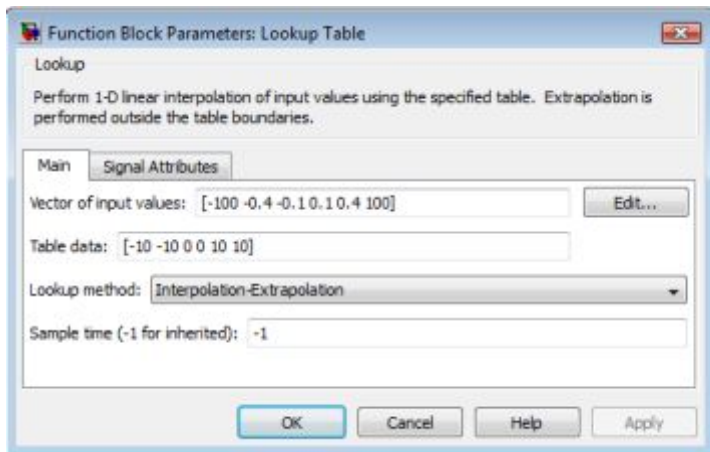 Function Block Parameters: Lookup Table
Lookup
Perform 1-D linear interpolation of input values using the specified table. Extrapolation is
performed outside the table boundaries.
Main Signal Attributes
Vector of input values: [-100 -0.4 -0.1 0.1 0.4 100] Edit...
Table data: [-10 -10 0 0 10 10]
Lookup method: Interpolation-Extrapolation
Sample time (-1 for inherited): -1
OK Cancel Help Apply